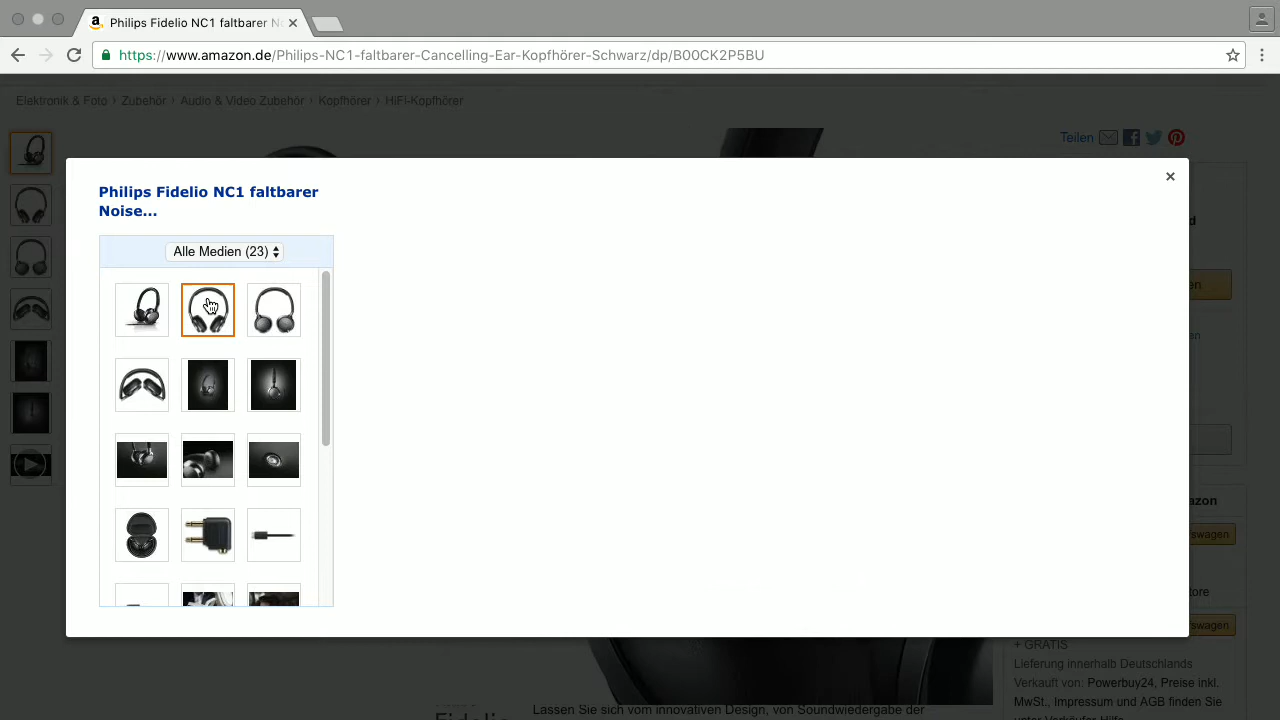 Philips Fidelio NC1 faltbarer
https://www.amazon.de/Philips-NC1-faltbarer-Cancelling-Ear-Kopfhörer-Schwarz/dp/B00CK2P5BU
Elektronik & Foto › Zubehör › Audio & Video Zubehör › Kopfhörer › HiFi-Kopfhörer
Teilen
Philips Fidelio NC1 faltbarer
Noise...
Alle Medien (23)
+ GRATIS
Lieferung innerhalb Deutschlands
Verkauft von: Powerbuy24, Preise inkl.
MwSt., Impressum und AGB finden Sie
Lassen Sie sich vom innovativen Design, von Soundwiedergabe der